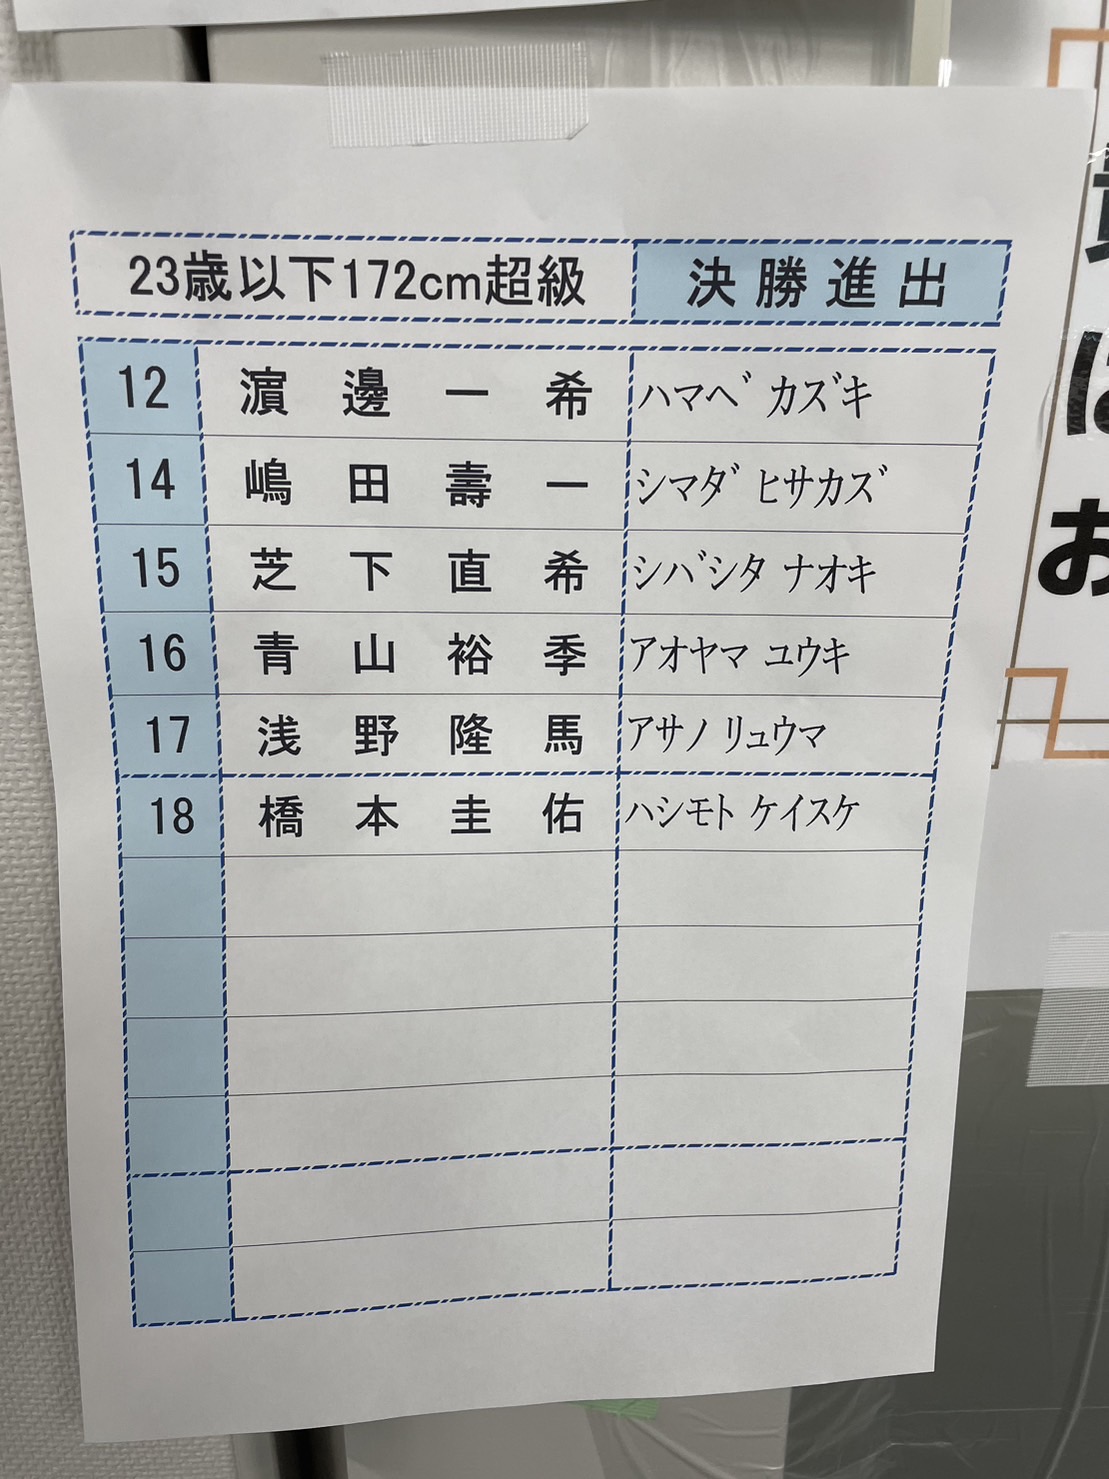 23歳以下172cm超級 決勝進出
12 濵邊一希 ハマベ カズキ
14 嶋田壽一 シマダ ヒサカズ
15 芝下直希 シバシタ ナオキ
16 青山裕季 アオヤマ ユウキ
17 浅野隆馬 アサノ リュウマ
18 橋本圭佑 ハシモト ケイスケ
は
お